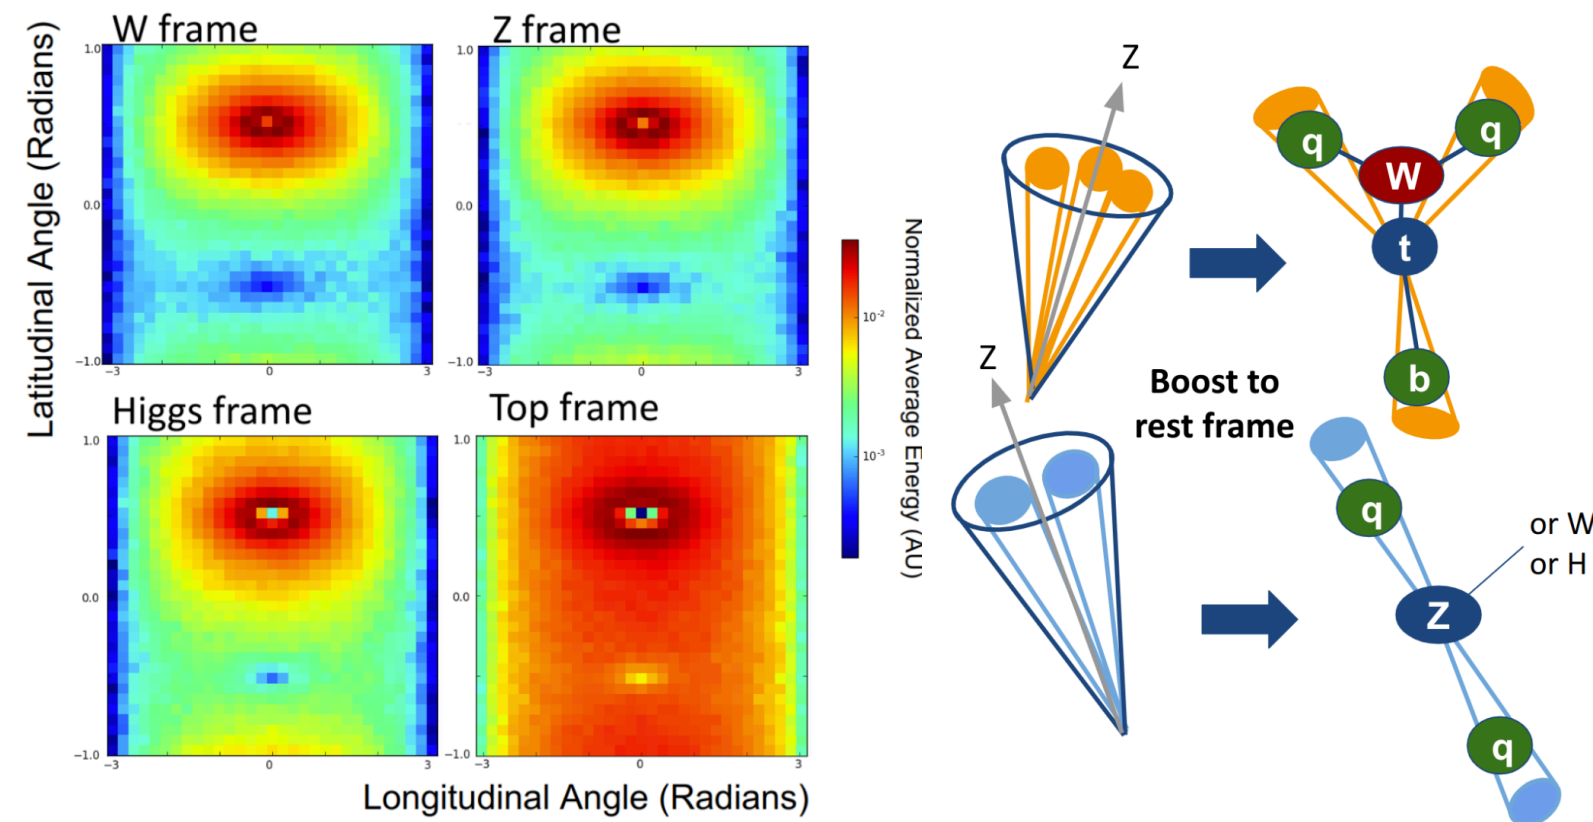 W frame
Z frame
Latitudinal Angle (Radians)
1.0
0.0
−1.0
−3
0
3
1.0
0.0
−1.0
−3
0
3
Higgs frame
Top frame
1.0
0.0
−1.0
−3
0
3
1.0
0.0
−1.0
−3
0
3
Longitudinal Angle (Radians)
10-2
10-3
Normalized Average Energy (AU)
Z
q
q
W
t
b
Boost to
rest frame
Z
q
Z
or W
or H
q